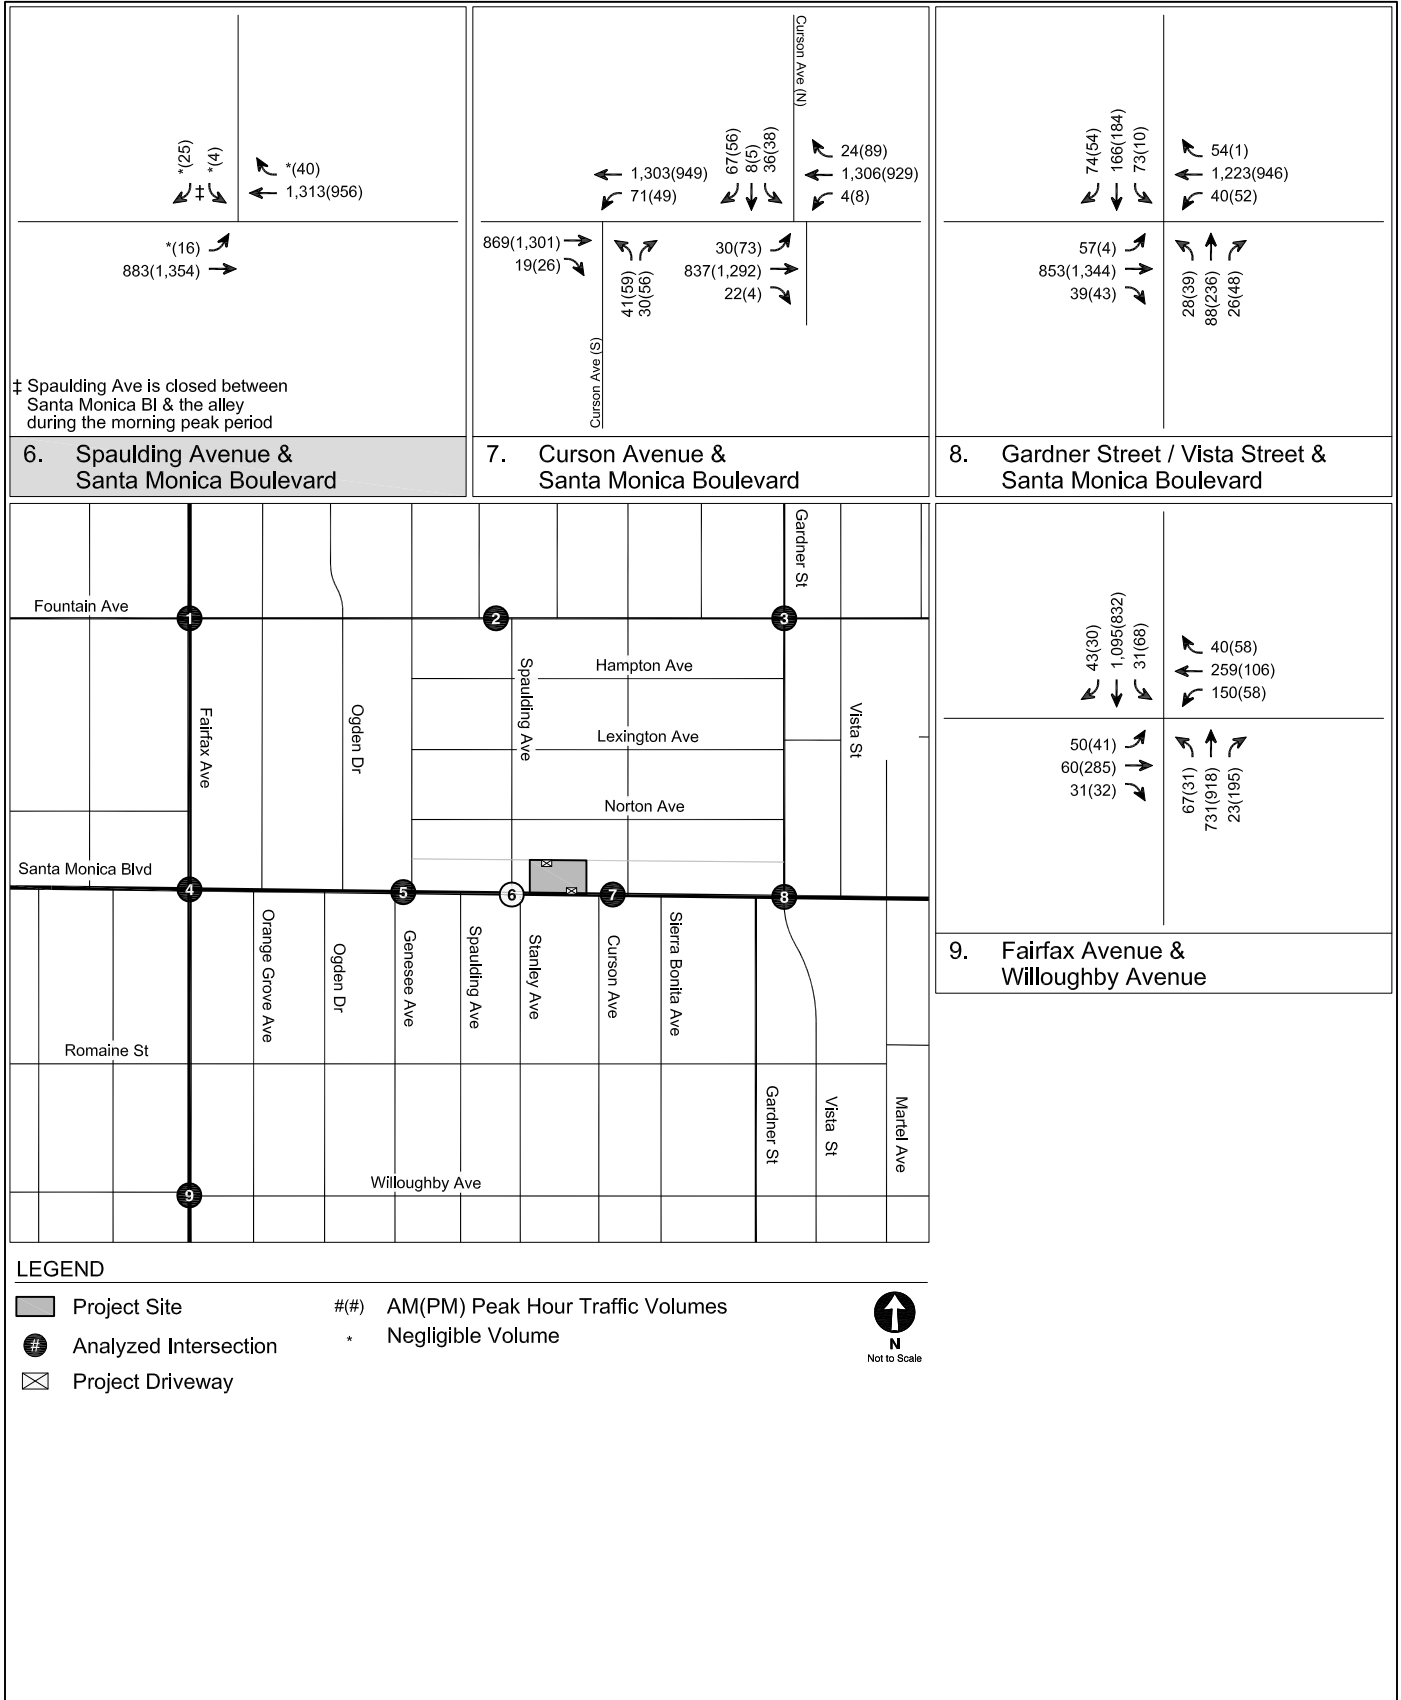 *(25)
‡
*(4)
*(40)
1,313(956)
*(16)
883(1,354)
‡ Spaulding Ave is closed between
Santa Monica Bl & the alley
during the morning peak period
6. Spaulding Avenue &
Santa Monica Boulevard
Curson Ave (N)
1,303(949)
71(49)
67(56)
8(5)
36(38)
24(89)
1,306(929)
4(8)
869(1,301)
19(26)
41(59)
30(56)
30(73)
837(1,292)
22(4)
Curson Ave (S)
7. Curson Avenue &
Santa Monica Boulevard
74(54)
166(184)
73(10)
54(1)
1,223(946)
40(52)
57(4)
853(1,344)
39(43)
28(39)
88(236)
26(48)
8. Gardner Street / Vista Street &
Santa Monica Boulevard
Gardner St
Fountain Ave
1
2
3
Hampton Ave
Spaulding Ave
Fairfax Ave
Ogden Dr
Vista St
Lexington Ave
Norton Ave
Santa Monica Blvd
4
5
6
7
8
Orange Grove Ave
Ogden Dr
Genesee Ave
Spaulding Ave
Stanley Ave
Curson Ave
Sierra Bonita Ave
Romaine St
Gardner St
Vista St
Martel Ave
Willoughby Ave
9
43(30)
1,095(832)
31(68)
40(58)
259(106)
150(58)
50(41)
60(285)
31(32)
67(31)
731(918)
23(195)
9. Fairfax Avenue &
Willoughby Avenue
LEGEND
Project Site
#(#) AM(PM) Peak Hour Traffic Volumes
# Analyzed Intersection
* Negligible Volume
Project Driveway
N
Not to Scale